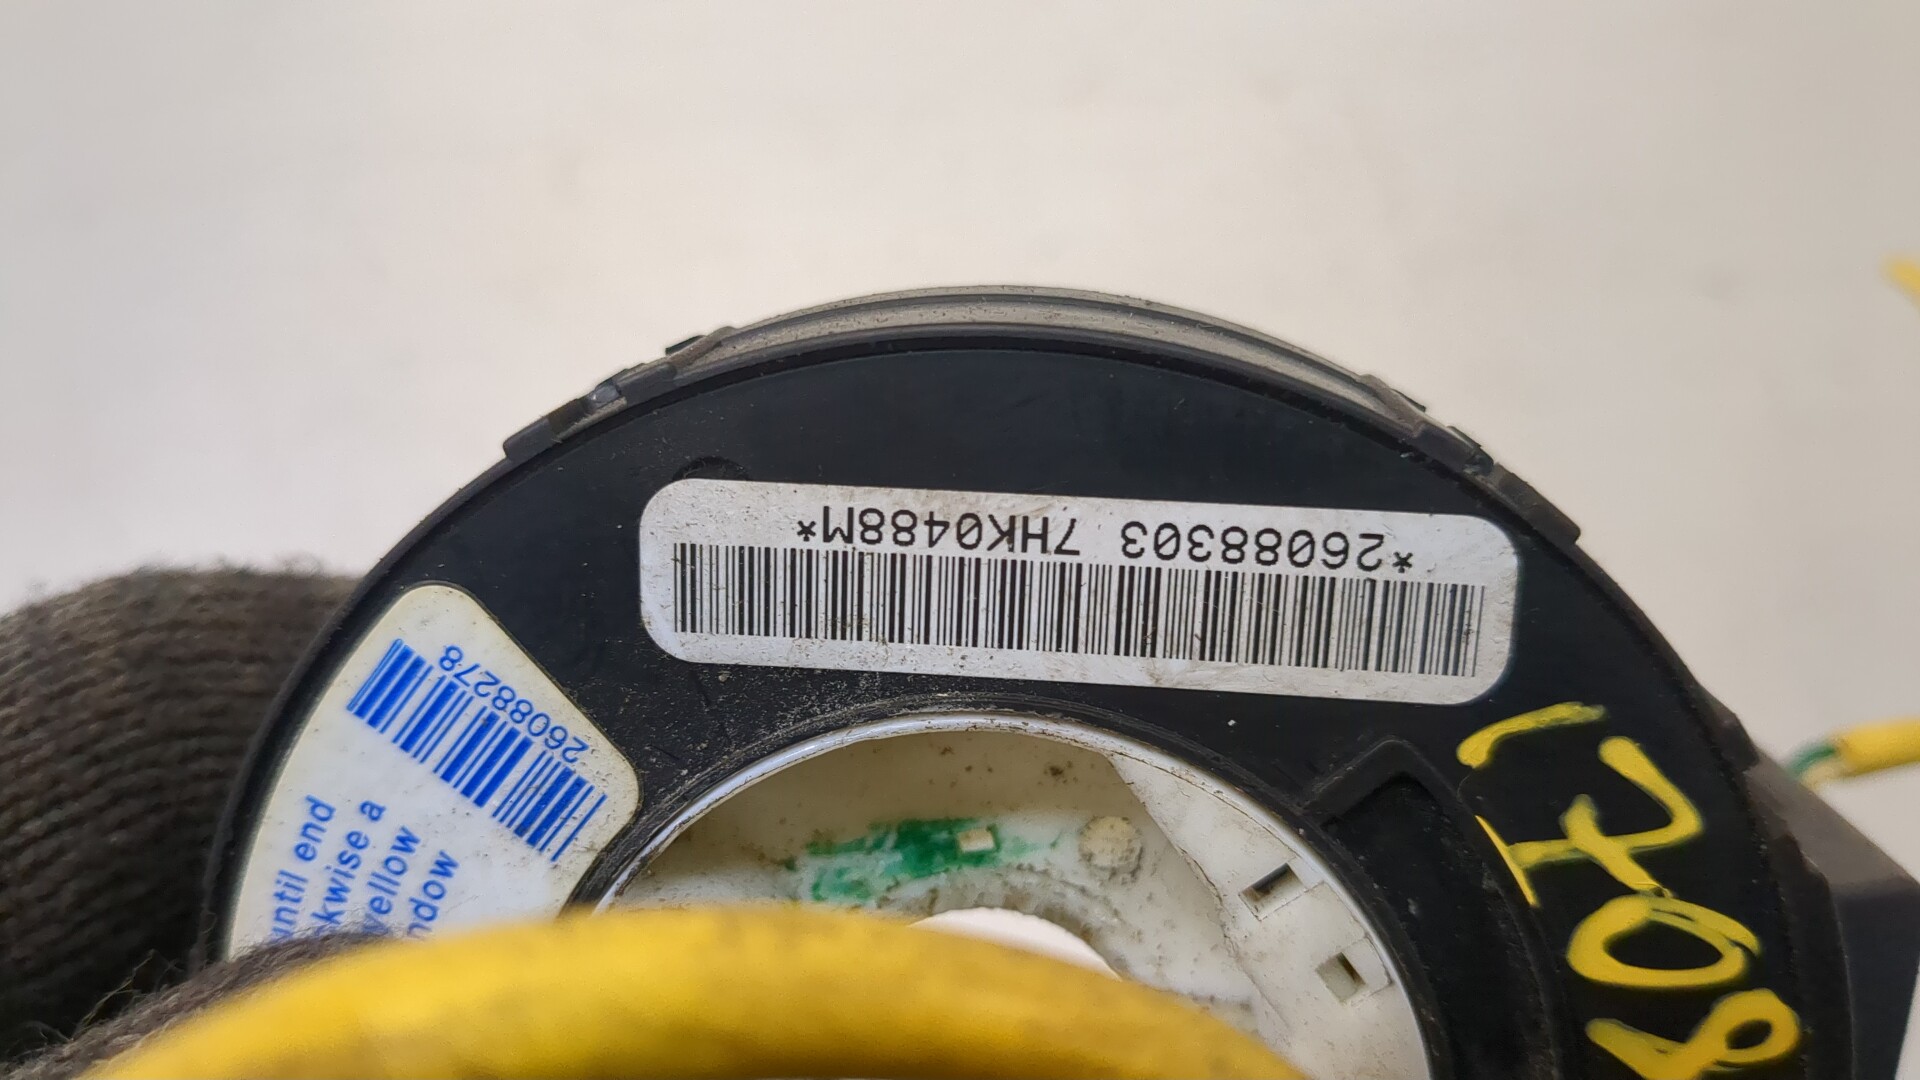 *26088303 7HK0488M*
26088278
until end
kwise a
yellow
ndow